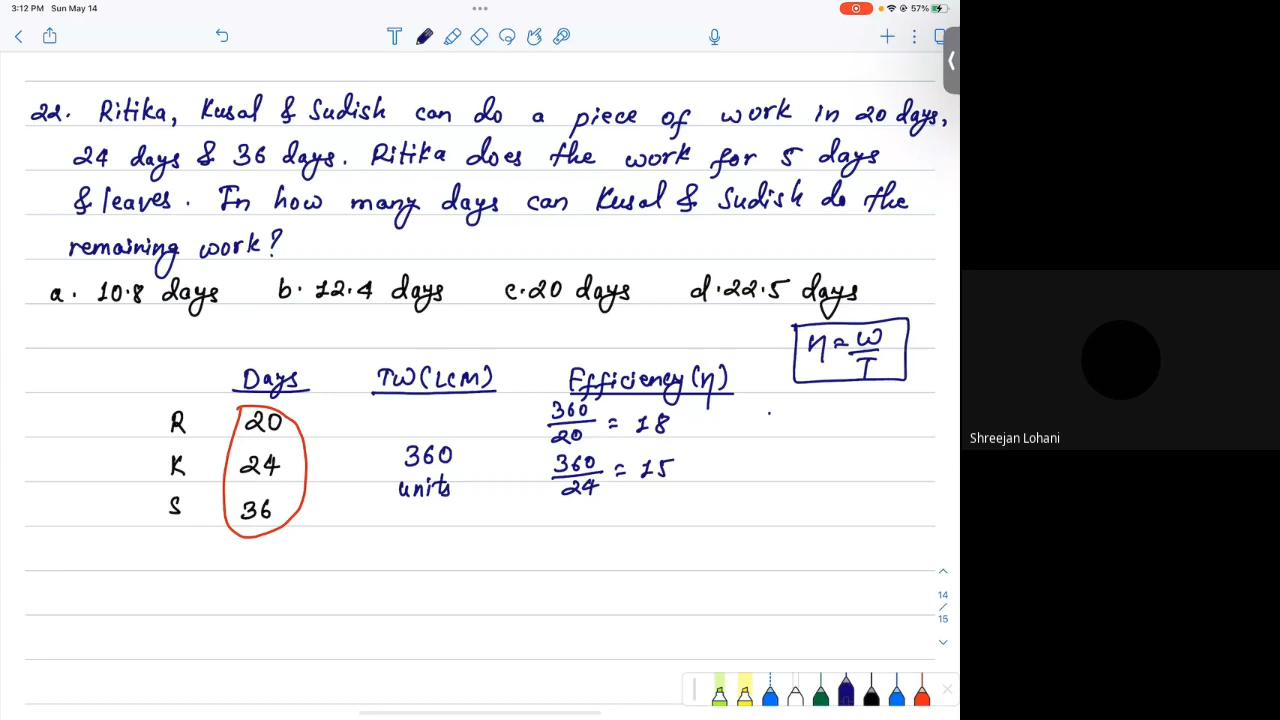 3:12 PM Sun May 14
57%
22. Ritika, Kusal & Sudish can do a piece of work in 20 days,
24 days & 36 days. Ritika does the work for 5 days
& leaves. In how many days can Kusal & Sudish do the
remaining work?
a. 10.8 days b. 12.4 days c. 20 days d. 22.5 days
η = W/T
Days TW(LCM) Efficiency(η)
R 20 360/20 = 18
K 24 360 units 360/24 = 15
S 36
14
/
15
Shreejan Lohani